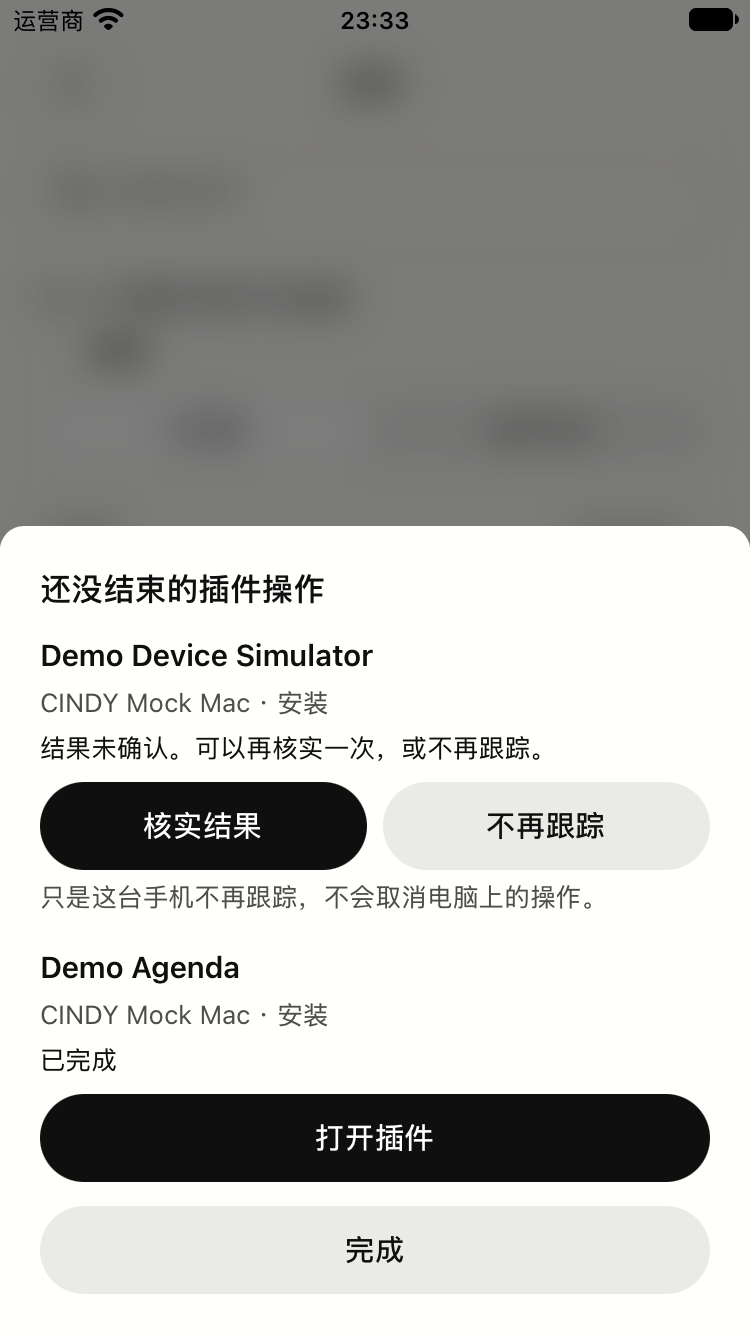 运营商
23:33
还没结束的插件操作
Demo Device Simulator
CINDY Mock Mac · 安装
结果未确认。可以再核实一次，或不再跟踪。
核实结果
不再跟踪
只是这台手机不再跟踪，不会取消电脑上的操作。
Demo Agenda
CINDY Mock Mac · 安装
已完成
打开插件
完成